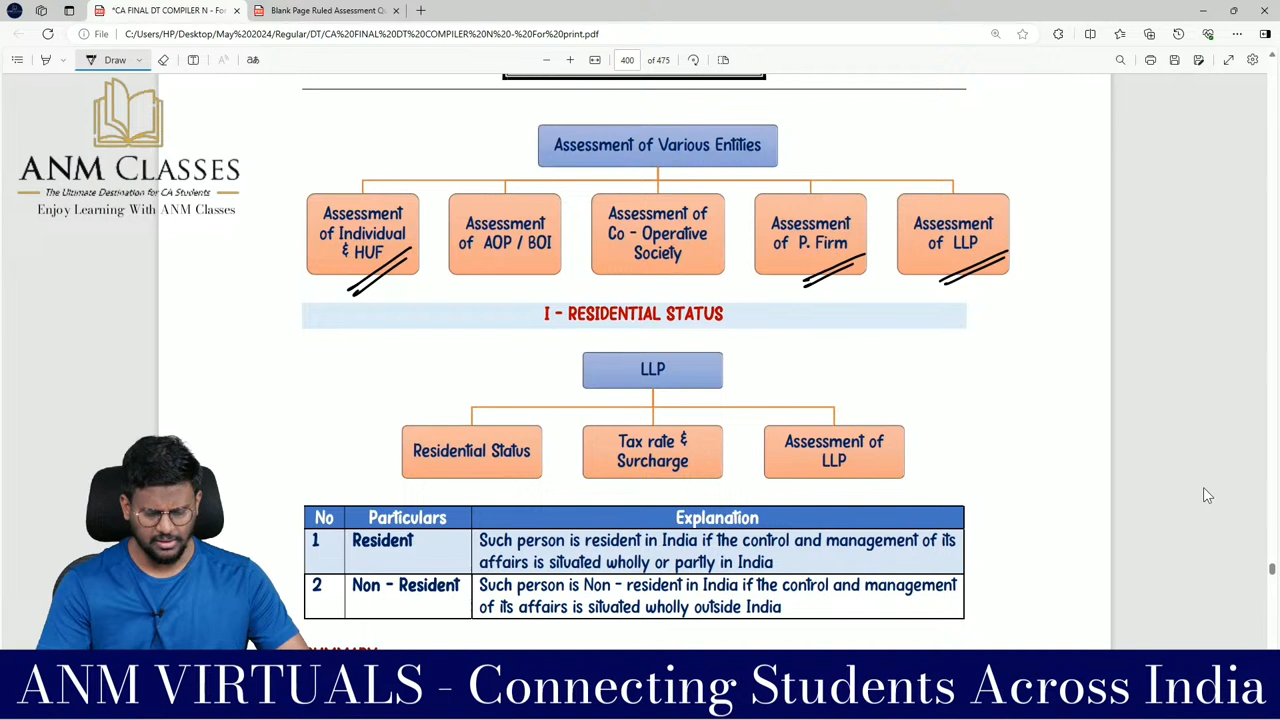 *CA FINAL DT COMPILER N - Fo
Blank Page Ruled Assessment Q
File
C:/Users/HP/Desktop/May%202024/Regular/DT/CA%20FINAL%20DT%20COMPILER%20N%20-%20For%20print.pdf
Draw
400
of 475
ANM CLASSES
The Ultimate Destination for CA Students
Enjoy Learning With ANM Classes
Assessment of Various Entities
Assessment
of Individual
& HUF
Assessment
of AOP / BOI
Assessment of
Co - Operative
Society
Assessment
of P. Firm
Assessment
of LLP
I - RESIDENTIAL STATUS
LLP
Residential Status
Tax rate &
Surcharge
Assessment of
LLP
No Particulars Explanation
1 Resident Such person is resident in India if the control and management of its
affairs is situated wholly or partly in India
2 Non - Resident Such person is Non - resident in India if the control and management
of its affairs is situated wholly outside India
ANM VIRTUALS - Connecting Students Across India